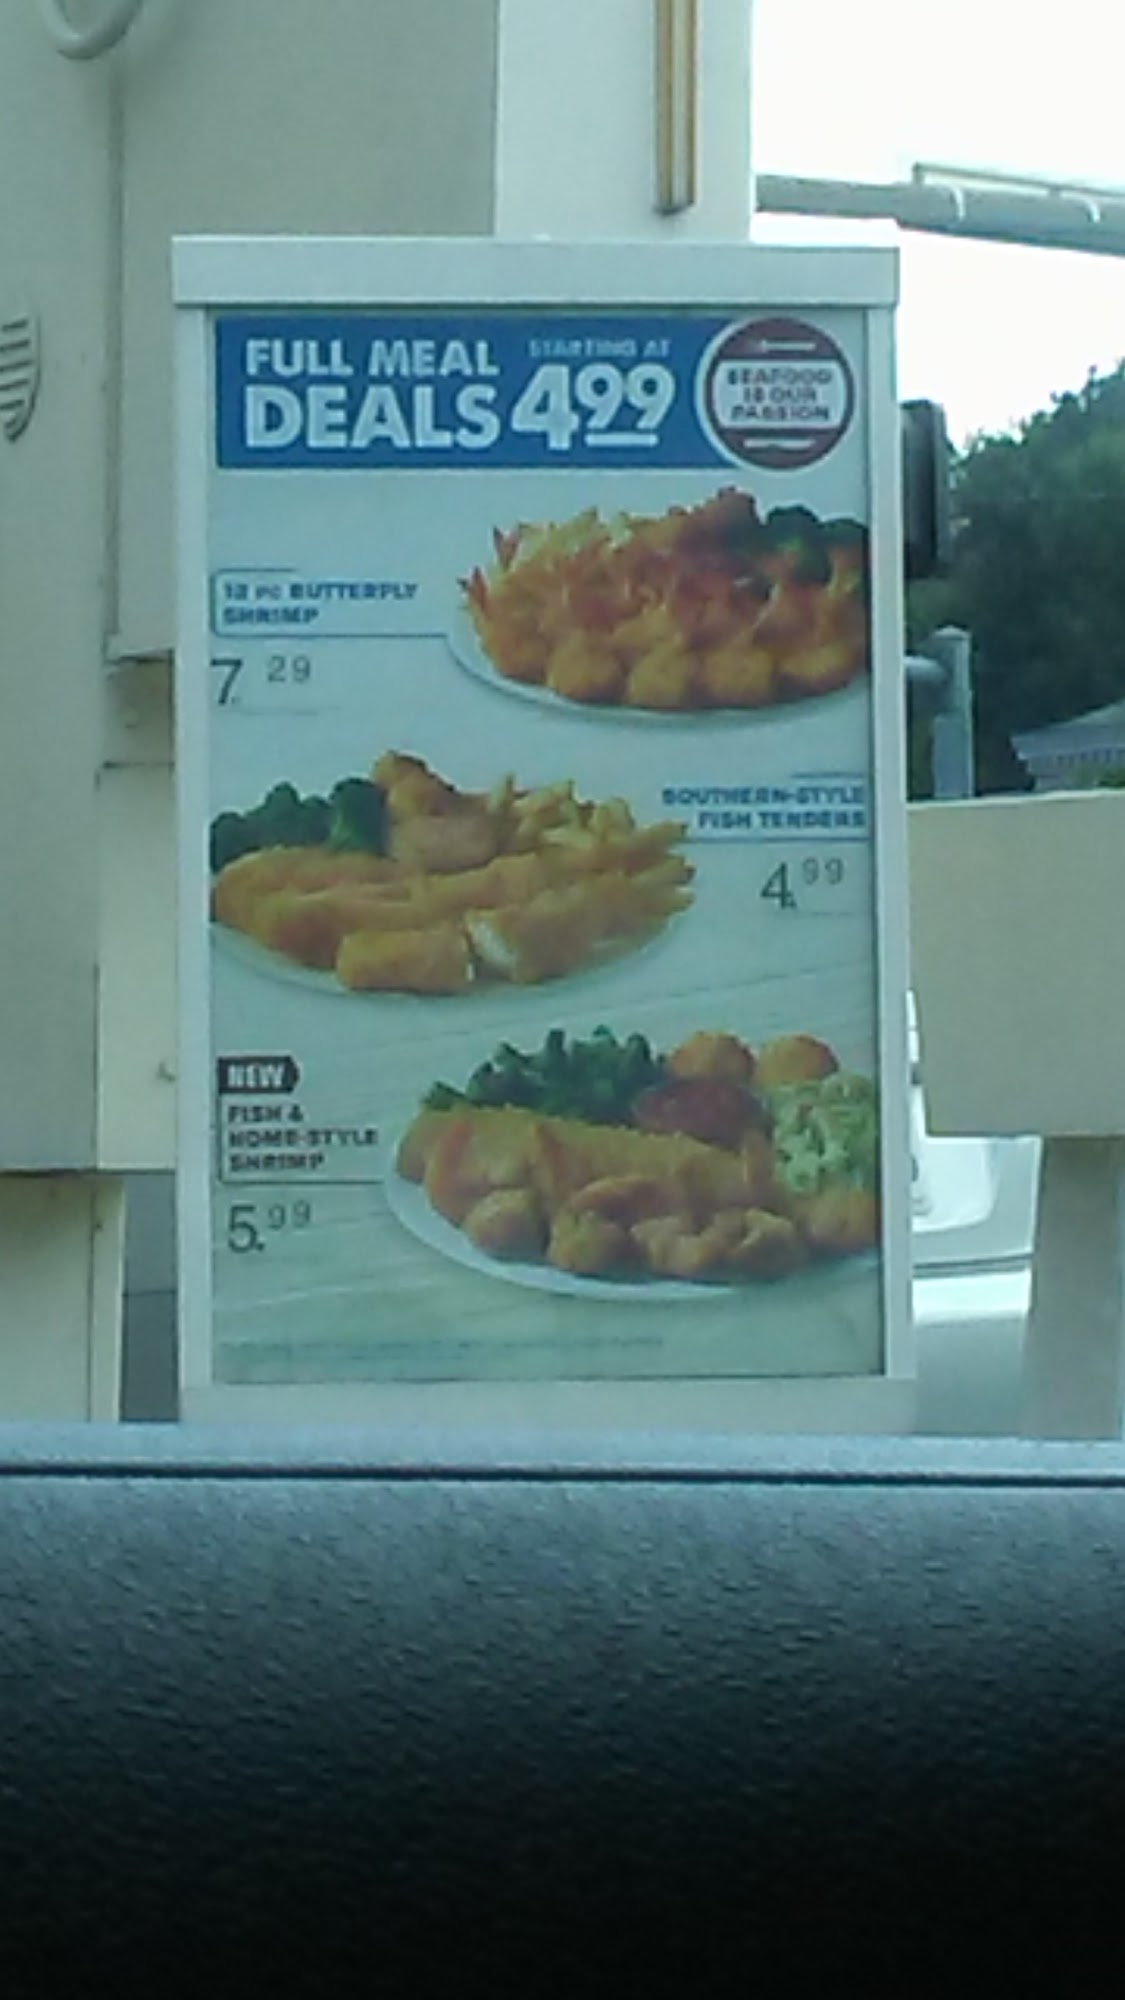 FULL MEAL
DEALS
STARTING AT
4.99
SEAFOOD
IS OUR
PASSION
12 PC BUTTERFLY
SHRIMP
7.29
SOUTHERN-STYLE
FISH TENDERS
4.99
NEW
FISH &
HOME-STYLE
SHRIMP
5.99